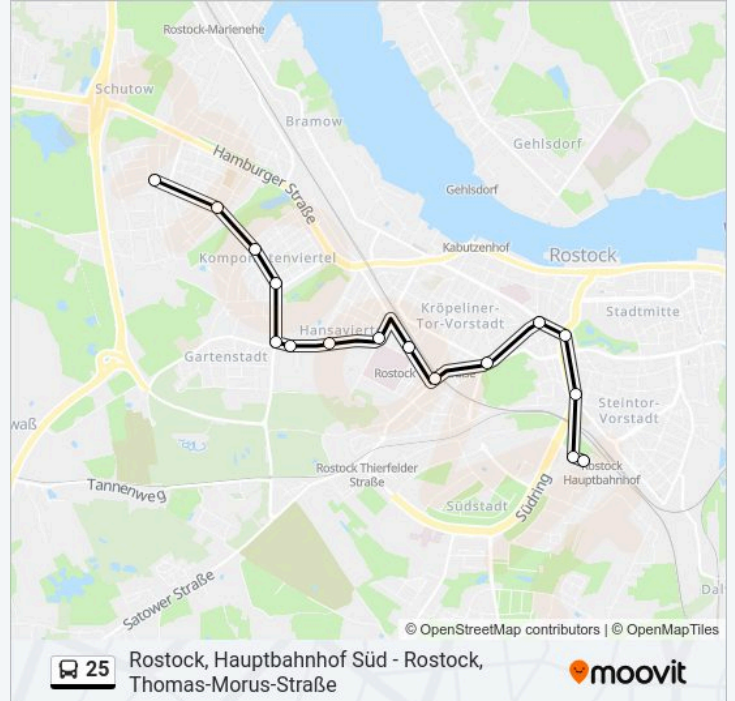 Rostock-Marienehe
Schutow
Bramow
Gehlsdorf
Hamburger Straße
Gehlsdorf
Kabutzenhof
Rostock
Komponistenviertel
Kröpeliner-
Tor-Vorstadt
Stadtmitte
Hansaviertel
Gartenstadt
Rostock
Steintor-
Vorstadt
Rostock Thierfelder
Straße
Rostock
Hauptbahnhof
Tannenweg
Südstadt
Südring
Satower Straße
© OpenStreetMap contributors | © OpenMapTiles
25
Rostock, Hauptbahnhof Süd - Rostock,
Thomas-Morus-Straße
moovit